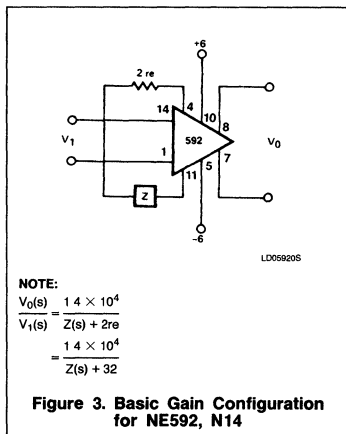 +6
2 re
4
14
10
8
V1
592
V0
1
7
5
11
Z
-6
LD05920S
NOTE:
V0(s) / V1(s) = 1 4 × 10^4 / Z(s) + 2re
= 1 4 × 10^4 / Z(s) + 32
Figure 3. Basic Gain Configuration
for NE592, N14